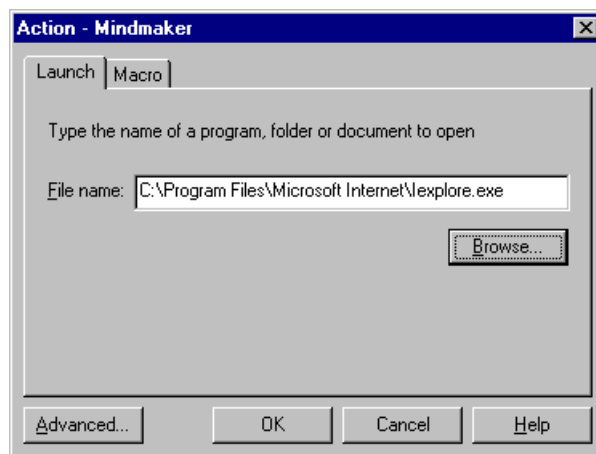 Action - Mindmaker
Launch Macro
Type the name of a program, folder or document to open
File name: C:\Program Files\Microsoft Internet\Iexplore.exe
Browse...
Advanced... OK Cancel Help